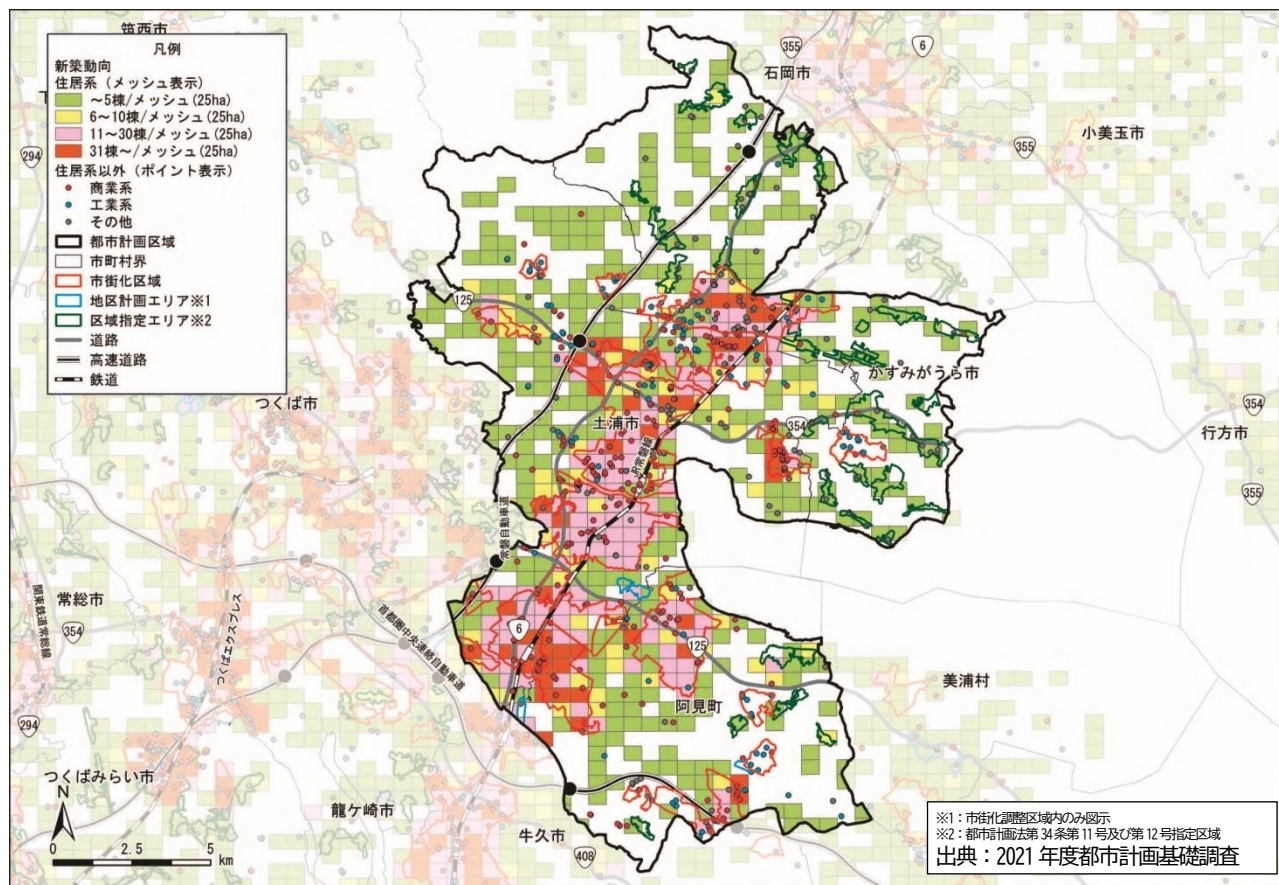 凡例
新築動向
住居系（メッシュ表示）
～5棟/メッシュ(25ha)
6～10棟/メッシュ(25ha)
11～30棟/メッシュ(25ha)
31棟～/メッシュ(25ha)
住居系以外（ポイント表示）
商業系
工業系
その他
都市計画区域
市町村界
市街化区域
地区計画エリア※1
区域指定エリア※2
道路
高速道路
鉄道
筑西市
355
6
石岡市
小美玉市
294
355
125
かすみがうら市
つくば市
土浦市
354
354
行方市
JR常磐線
355
常磐自動車道
常総市
354
関東鉄道常総線
つくばエクスプレス
首都圏中央連絡自動車道
6
125
美浦村
阿見町
294
つくばみらい市
龍ケ崎市
牛久市
408
N
0 2.5 5
km
※1：市街化調整区域内のみ図示
※2：都市計画法第34条第11号及び第12号指定区域
出典：2021年度都市計画基礎調査